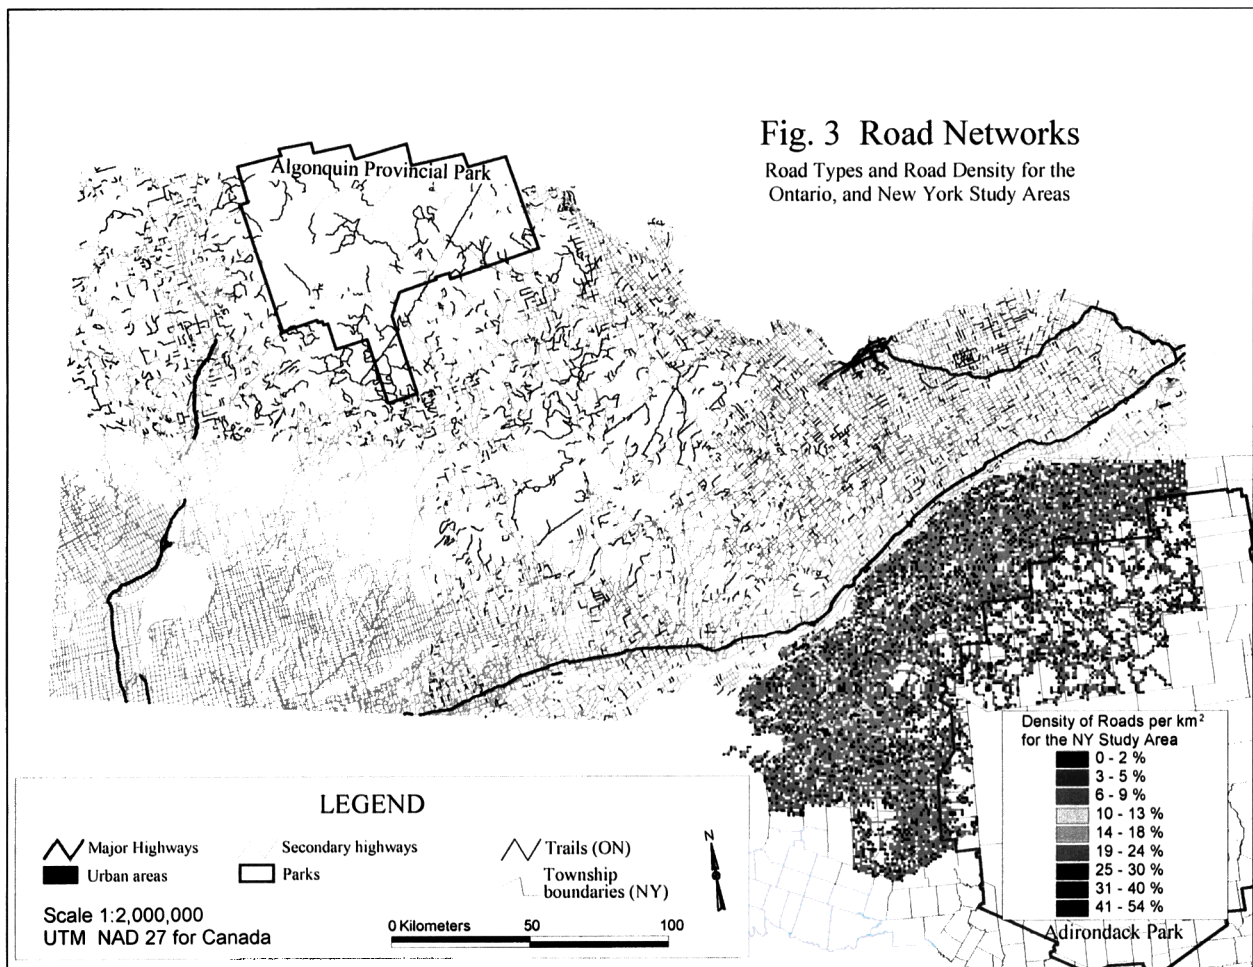 Fig. 3 Road Networks
Road Types and Road Density for the
Ontario, and New York Study Areas
Algonquin Provincial Park
Density of Roads per km²
for the NY Study Area
0 - 2 %
3 - 5 %
6 - 9 %
10 - 13 %
14 - 18 %
19 - 24 %
25 - 30 %
31 - 40 %
41 - 54 %
Adirondack Park
LEGEND
Major Highways
Secondary highways
Trails (ON)
Urban areas
Parks
Township
boundaries (NY)
N
Scale 1:2,000,000
UTM NAD 27 for Canada
0 Kilometers 50 100